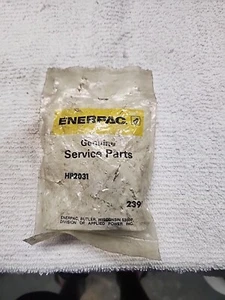 ENERPAC
Genuine
Service Parts
HP2031
239
ENERPAC, BUTLER, WISCONSIN 53007
DIVISION OF APPLIED POWER INC.